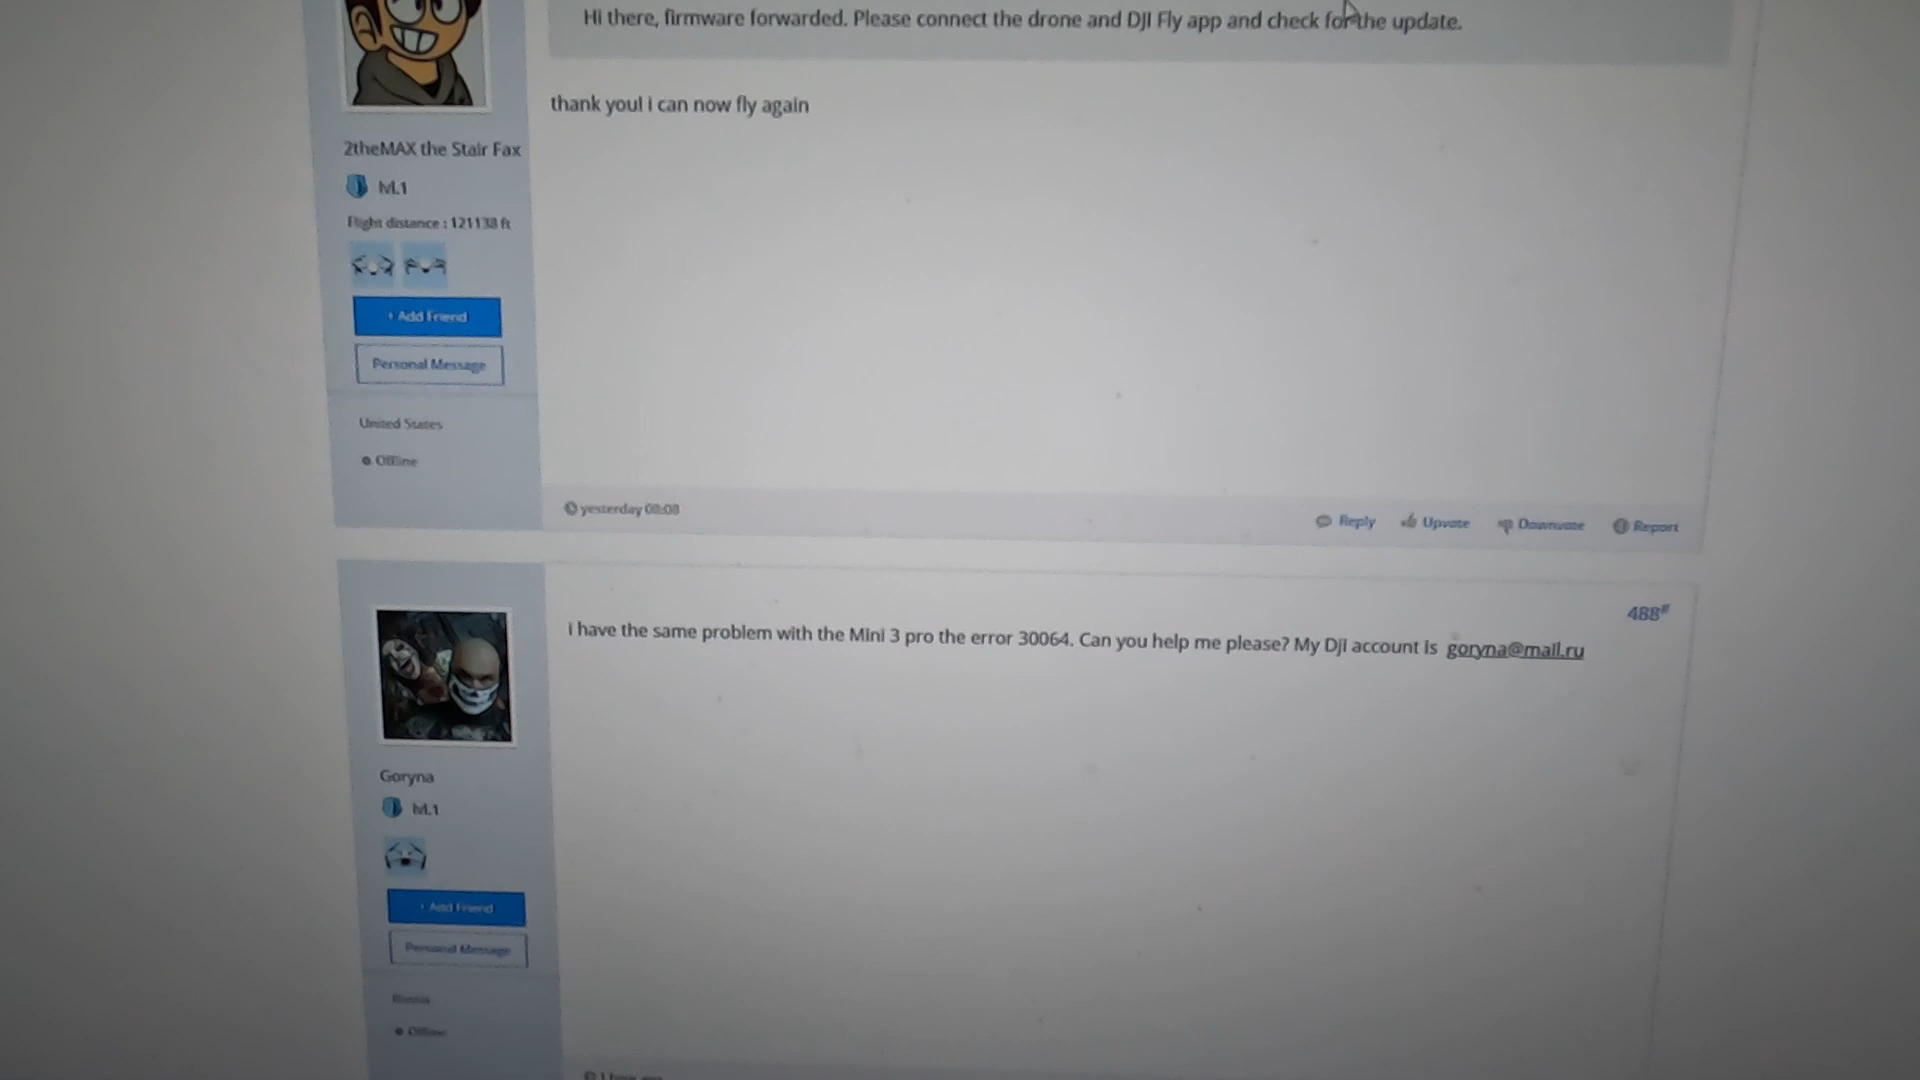 Hi there, firmware forwarded. Please connect the drone and DJI Fly app and check for the update.
thank you! i can now fly again
2theMAX the Stair Fax
lvl.1
Flight distance : 121138 ft
+ Add Friend
Personal Message
United States
Offline
yesterday 08:08
Reply Upvote Downvote Report
488#
I have the same problem with the Mini 3 pro the error 30064. Can you help me please? My Dji account is goryna@mail.ru
Goryna
lvl.1
+ Add Friend
Personal Message
Russia
Offline